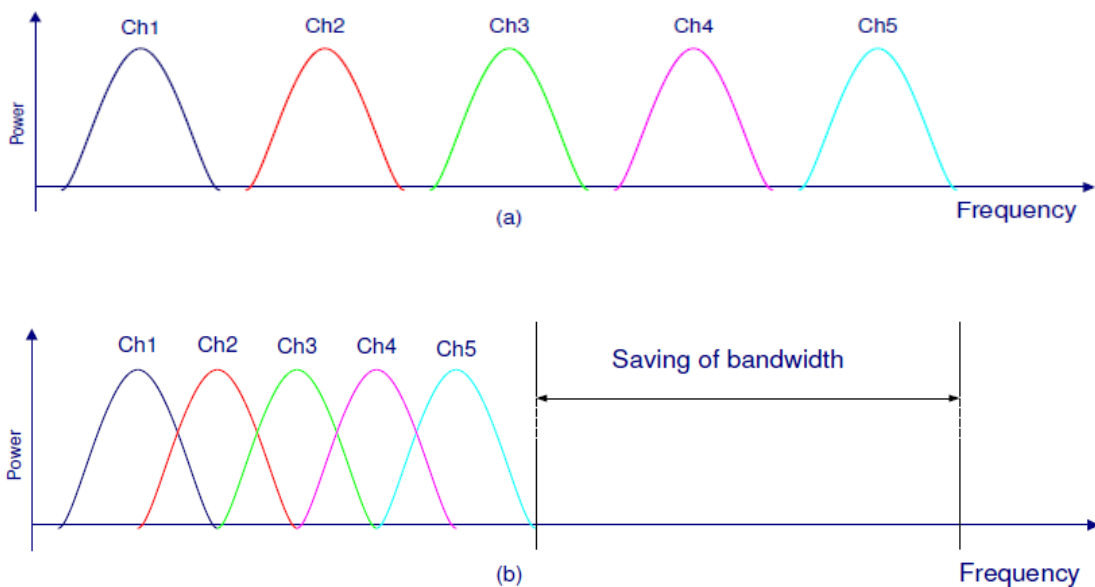 Ch1 Ch2 Ch3 Ch4 Ch5
Power
Frequency
(a)
Ch1 Ch2 Ch3 Ch4 Ch5
Saving of bandwidth
Power
Frequency
(b)